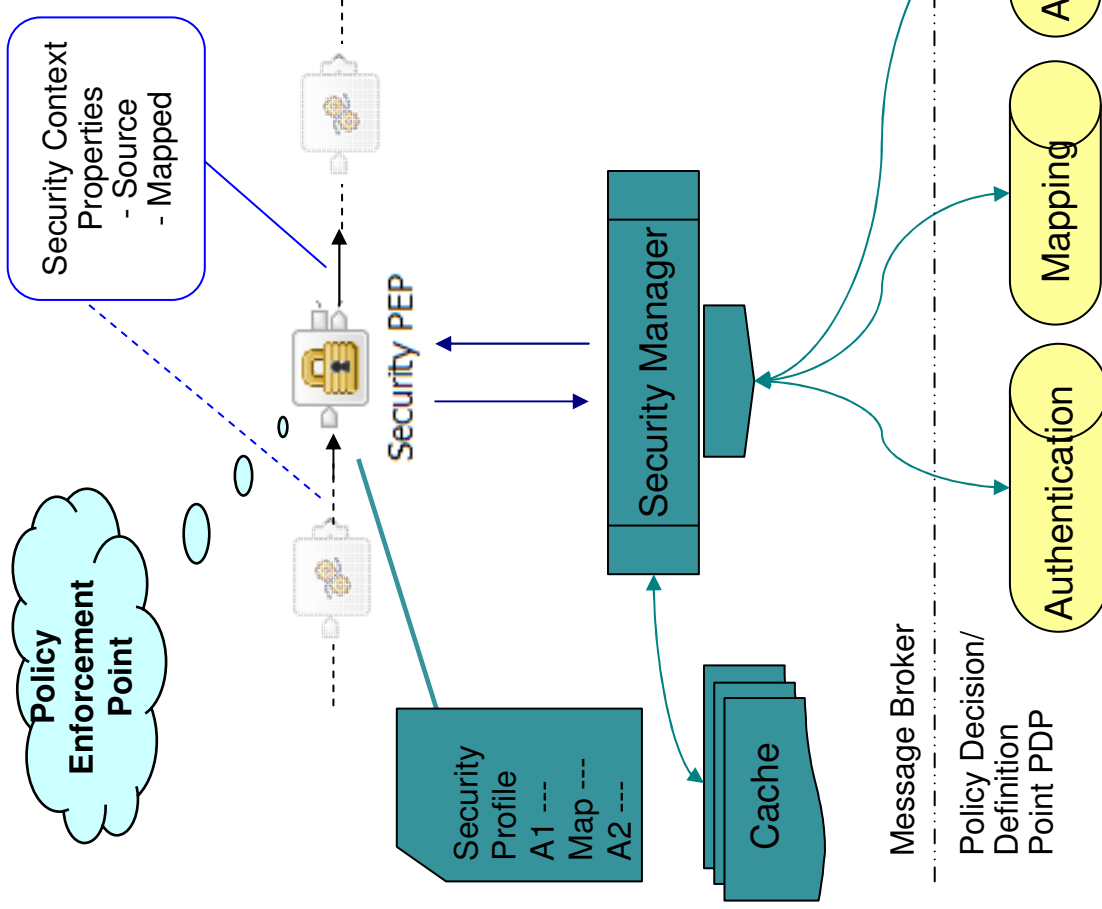 Policy
Enforcement
Point
Security Context
Properties
- Source
- Mapped
Security PEP
Security
Profile
A1 ---
Map ---
A2 ---
Security Manager
Cache
Message Broker
Policy Decision/
Definition
Point PDP
Authentication
Mapping
A